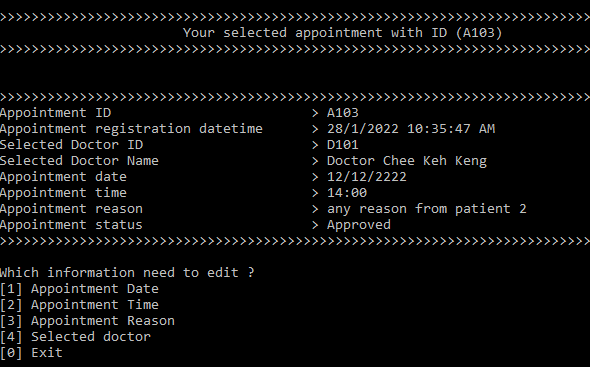 >>>>>>>>>>>>>>>>>>>>>>>>>>>>>>>>>>>>>>>>>>>>>>>>>>>>>>>>>>>>>>>>>>>>>>>>>>
Your selected appointment with ID (A103)
>>>>>>>>>>>>>>>>>>>>>>>>>>>>>>>>>>>>>>>>>>>>>>>>>>>>>>>>>>>>>>>>>>>>>>>>>>
>>>>>>>>>>>>>>>>>>>>>>>>>>>>>>>>>>>>>>>>>>>>>>>>>>>>>>>>>>>>>>>>>>>>>>>>>>
Appointment ID > A103
Appointment registration datetime > 28/1/2022 10:35:47 AM
Selected Doctor ID > D101
Selected Doctor Name > Doctor Chee Keh Keng
Appointment date > 12/12/2222
Appointment time > 14:00
Appointment reason > any reason from patient 2
Appointment status > Approved
>>>>>>>>>>>>>>>>>>>>>>>>>>>>>>>>>>>>>>>>>>>>>>>>>>>>>>>>>>>>>>>>>>>>>>>>>>
Which information need to edit ?
[1] Appointment Date
[2] Appointment Time
[3] Appointment Reason
[4] Selected doctor
[0] Exit